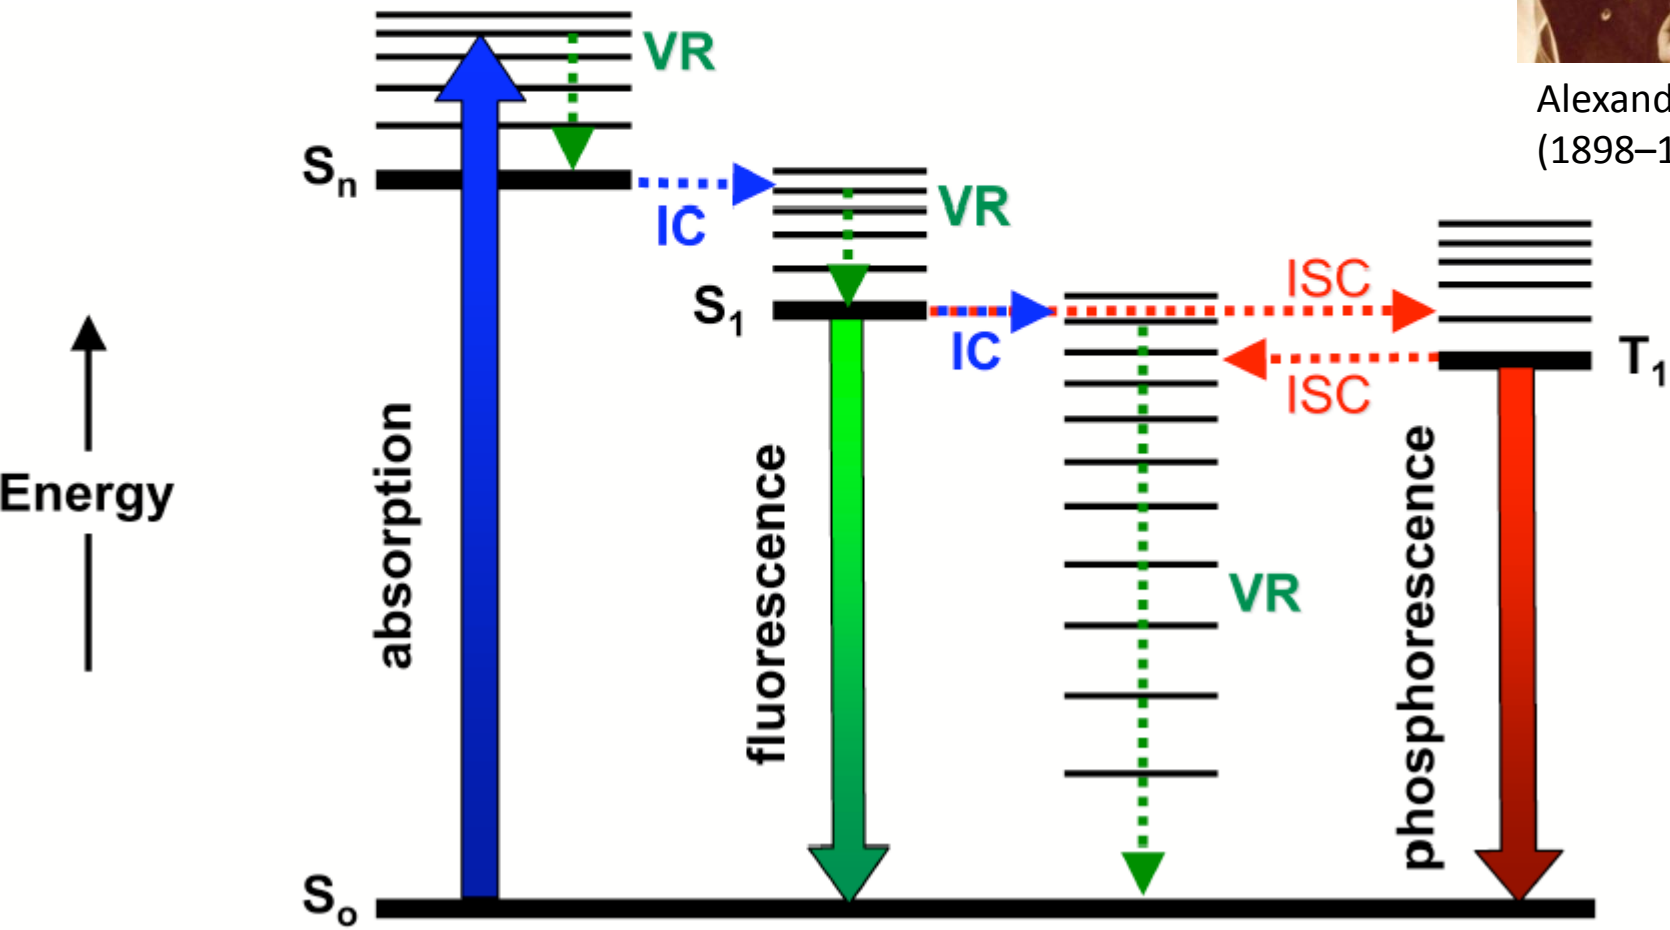 VR
Alexand
(1898–1
Sn
IC
VR
S1
IC
ISC
ISC
T1
Energy
absorption
fluorescence
VR
phosphorescence
So